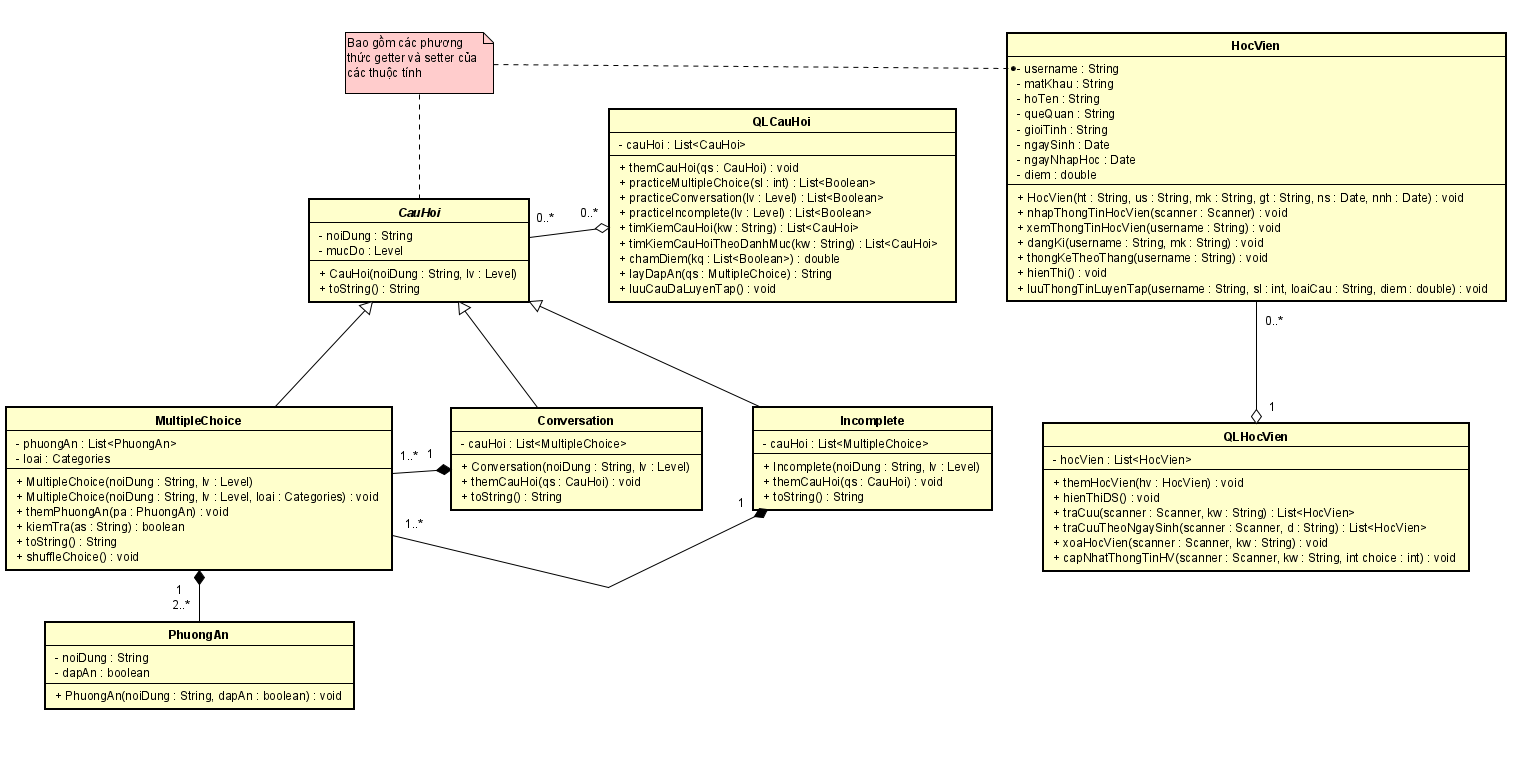 Bao gồm các phương
thức getter và setter của
các thuộc tính
HocVien
- username : String
- matKhau : String
- hoTen : String
- queQuan : String
- gioiTinh : String
- ngaySinh : Date
- ngayNhapHoc : Date
- diem : double
+ HocVien(ht : String, us : String, mk : String, gt : String, ns : Date, nnh : Date) : void
+ nhapThongTinHocVien(scanner : Scanner) : void
+ xemThongTinHocVien(username : String) : void
+ dangKi(username : String, mk : String) : void
+ thongKeTheoThang(username : String) : void
+ hienThi() : void
+ luuThongTinLuyenTap(username : String, sl : int, loaiCau : String, diem : double) : void
QLCauHoi
- cauHoi : List<CauHoi>
+ themCauHoi(qs : CauHoi) : void
+ practiceMultipleChoice(sl : int) : List<Boolean>
+ practiceConversation(lv : Level) : List<Boolean>
+ practiceIncomplete(lv : Level) : List<Boolean>
+ timKiemCauHoi(kw : String) : List<CauHoi>
+ timKiemCauHoiTheoDanhMuc(kw : String) : List<CauHoi>
+ chamDiem(kq : List<Boolean>) : double
+ layDapAn(qs : MultipleChoice) : String
+ luuCauDaLuyenTap() : void
CauHoi
- noiDung : String
- mucDo : Level
+ CauHoi(noiDung : String, lv : Level)
+ toString() : String
0..*
0..*
0..*
1
MultipleChoice
- phuongAn : List<PhuongAn>
- loai : Categories
+ MultipleChoice(noiDung : String, lv : Level)
+ MultipleChoice(noiDung : String, lv : Level, loai : Categories) : void
+ themPhuongAn(pa : PhuongAn) : void
+ kiemTra(as : String) : boolean
+ toString() : String
+ shuffleChoice() : void
1..*
1
1..*
Conversation
- cauHoi : List<MultipleChoice>
+ Conversation(noiDung : String, lv : Level)
+ themCauHoi(qs : CauHoi) : void
+ toString() : String
1
Incomplete
- cauHoi : List<MultipleChoice>
+ Incomplete(noiDung : String, lv : Level)
+ themCauHoi(qs : CauHoi) : void
+ toString() : String
QLHocVien
- hocVien : List<HocVien>
+ themHocVien(hv : HocVien) : void
+ hienThiDS() : void
+ traCuu(scanner : Scanner, kw : String) : List<HocVien>
+ traCuuTheoNgaySinh(scanner : Scanner, d : String) : List<HocVien>
+ xoaHocVien(scanner : Scanner, kw : String) : void
+ capNhatThongTinHV(scanner : Scanner, kw : String, int choice : int) : void
1
2..*
PhuongAn
- noiDung : String
- dapAn : boolean
+ PhuongAn(noiDung : String, dapAn : boolean) : void